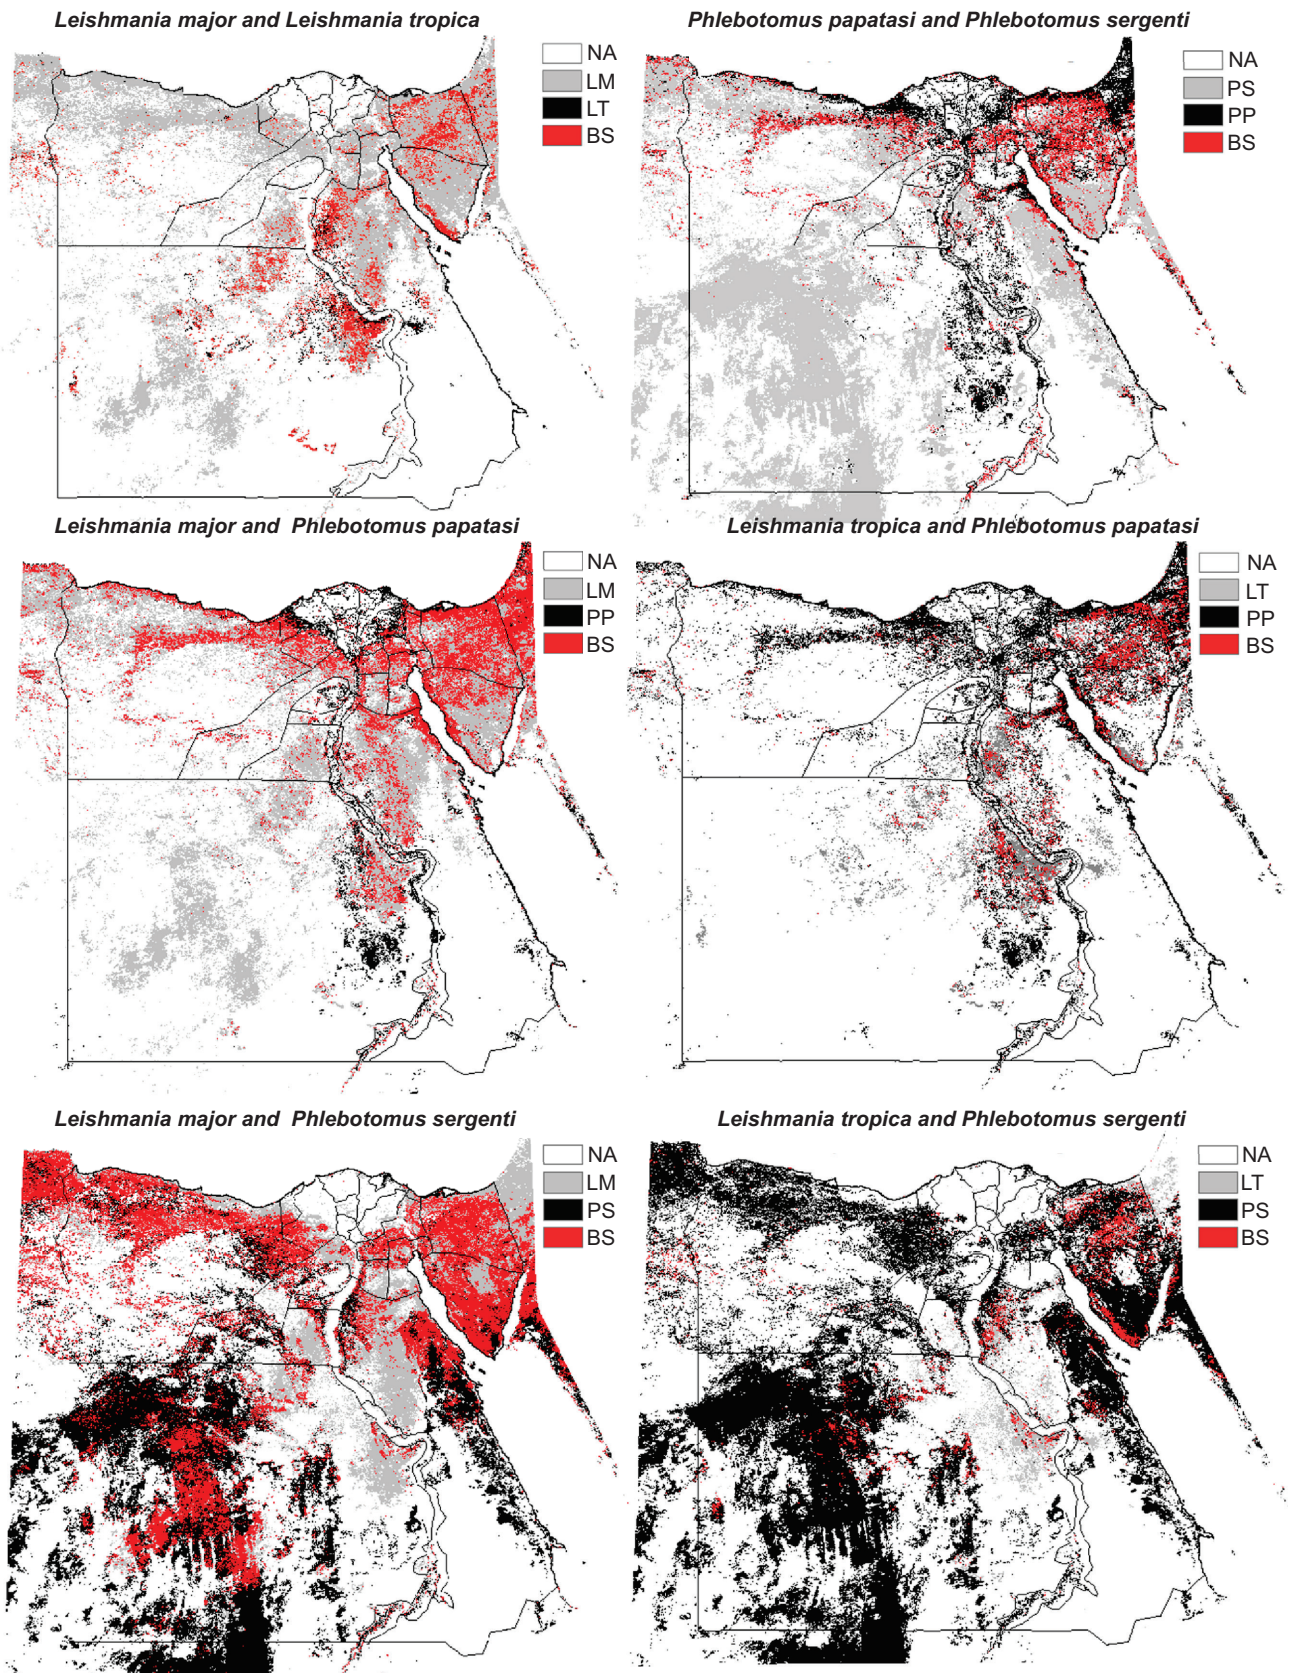 Leishmania major and Leishmania tropica
NA
LM
LT
BS
Phlebotomus papatasi and Phlebotomus sergenti
NA
PS
PP
BS
Leishmania major and Phlebotomus papatasi
NA
LM
PP
BS
Leishmania tropica and Phlebotomus papatasi
NA
LT
PP
BS
Leishmania major and Phlebotomus sergenti
NA
LM
PS
BS
Leishmania tropica and Phlebotomus sergenti
NA
LT
PS
BS